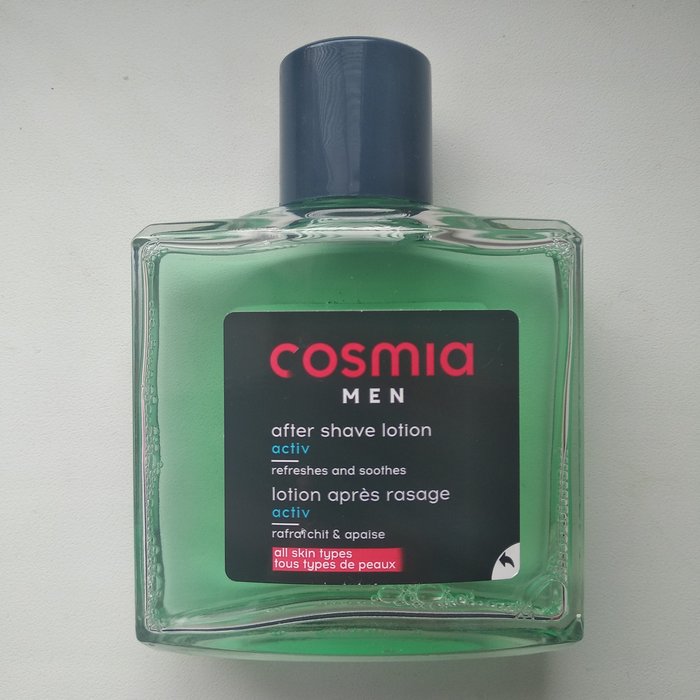 cosmia
MEN
after shave lotion
activ
refreshes and soothes
lotion après rasage
activ
rafraîchit & apaise
all skin types
tous types de peaux